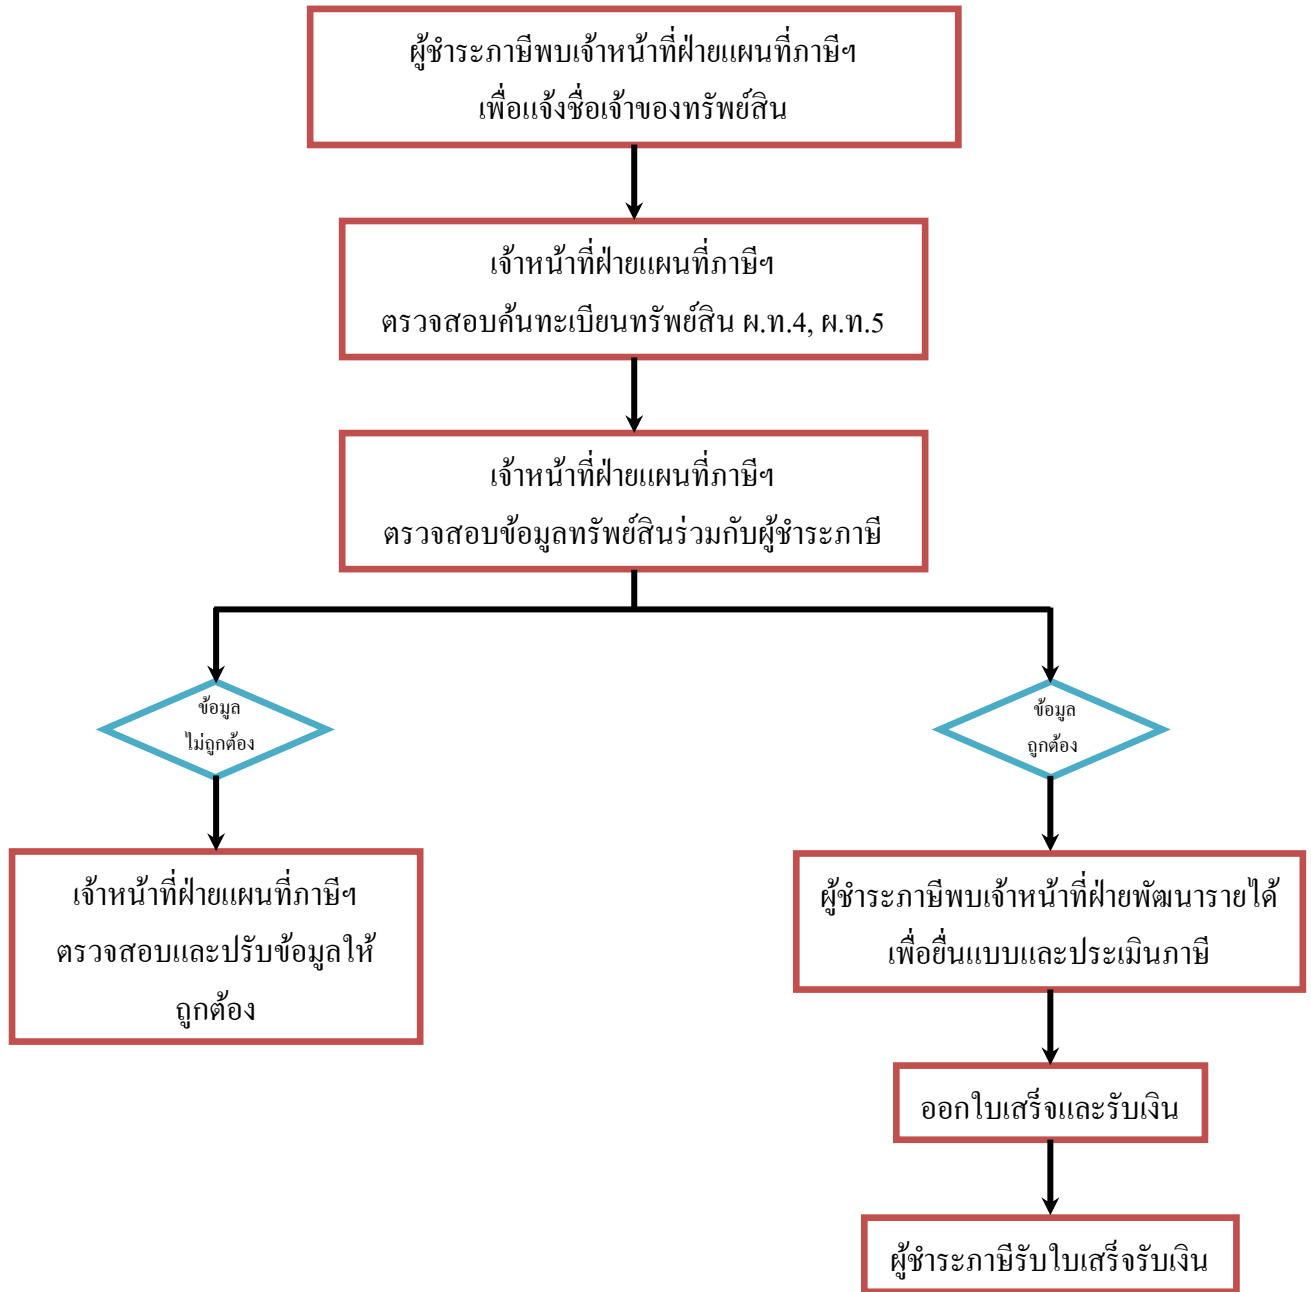 ผู้ชำระภาษีพบเจ้าหน้าที่ฝ่ายแผนที่ภาษีฯ
เพื่อแจ้งชื่อเจ้าของทรัพย์สิน
เจ้าหน้าที่ฝ่ายแผนที่ภาษีฯ
ตรวจสอบค้นทะเบียนทรัพย์สิน ผ.ท.4, ผ.ท.5
เจ้าหน้าที่ฝ่ายแผนที่ภาษีฯ
ตรวจสอบข้อมูลทรัพย์สินร่วมกับผู้ชำระภาษี
ข้อมูล
ไม่ถูกต้อง
ข้อมูล
ถูกต้อง
เจ้าหน้าที่ฝ่ายแผนที่ภาษีฯ
ตรวจสอบและปรับข้อมูลให้
ถูกต้อง
ผู้ชำระภาษีพบเจ้าหน้าที่ฝ่ายพัฒนารายได้
เพื่อยื่นแบบและประเมินภาษี
ออกใบเสร็จและรับเงิน
ผู้ชำระภาษีรับใบเสร็จรับเงิน